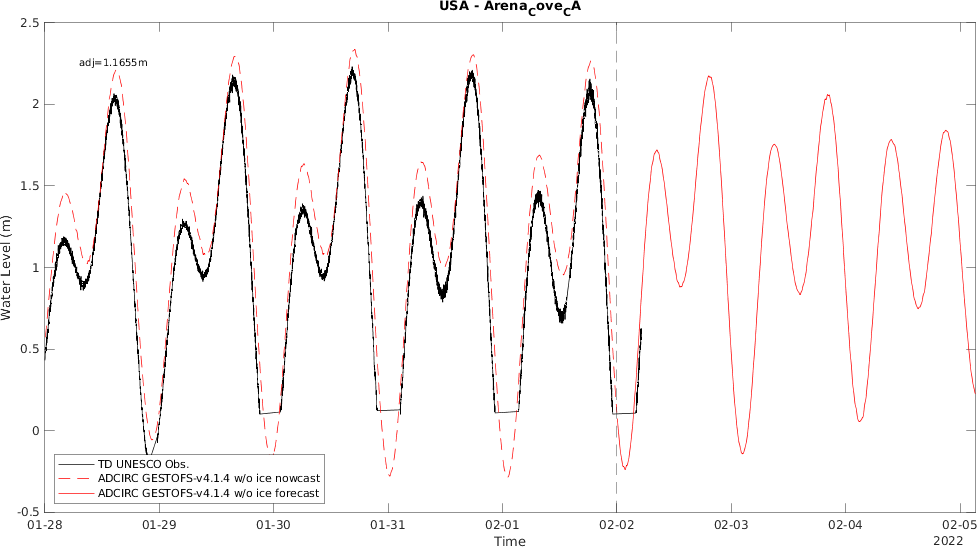 USA - Arena_Cove_CA
2.5
adj=1.1655m
2
1.5
1
0.5
0
-0.5
Water Level (m)
TD UNESCO Obs.
ADCIRC GESTOFS-v4.1.4 w/o ice nowcast
ADCIRC GESTOFS-v4.1.4 w/o ice forecast
01-28 01-29 01-30 01-31 02-01 02-02 02-03 02-04 02-05
Time
2022